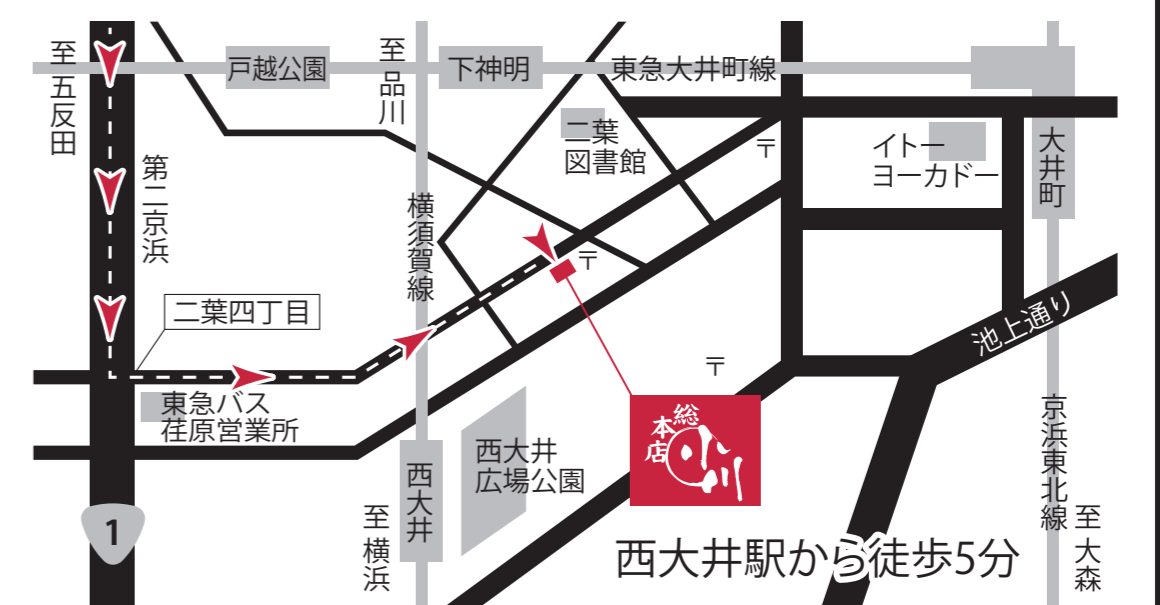 至五反田
戸越公園
至品川
下神明
東急大井町線
二葉
図書館
〒
イトー
ヨーカドー
大井町
第二京浜
横須賀線
〒
二葉四丁目
池上通り
〒
東急バス
荏原営業所
総本店
小川
西大井
広場公園
西大井
京浜東北線
1
至横浜
西大井駅から徒歩5分
至大森